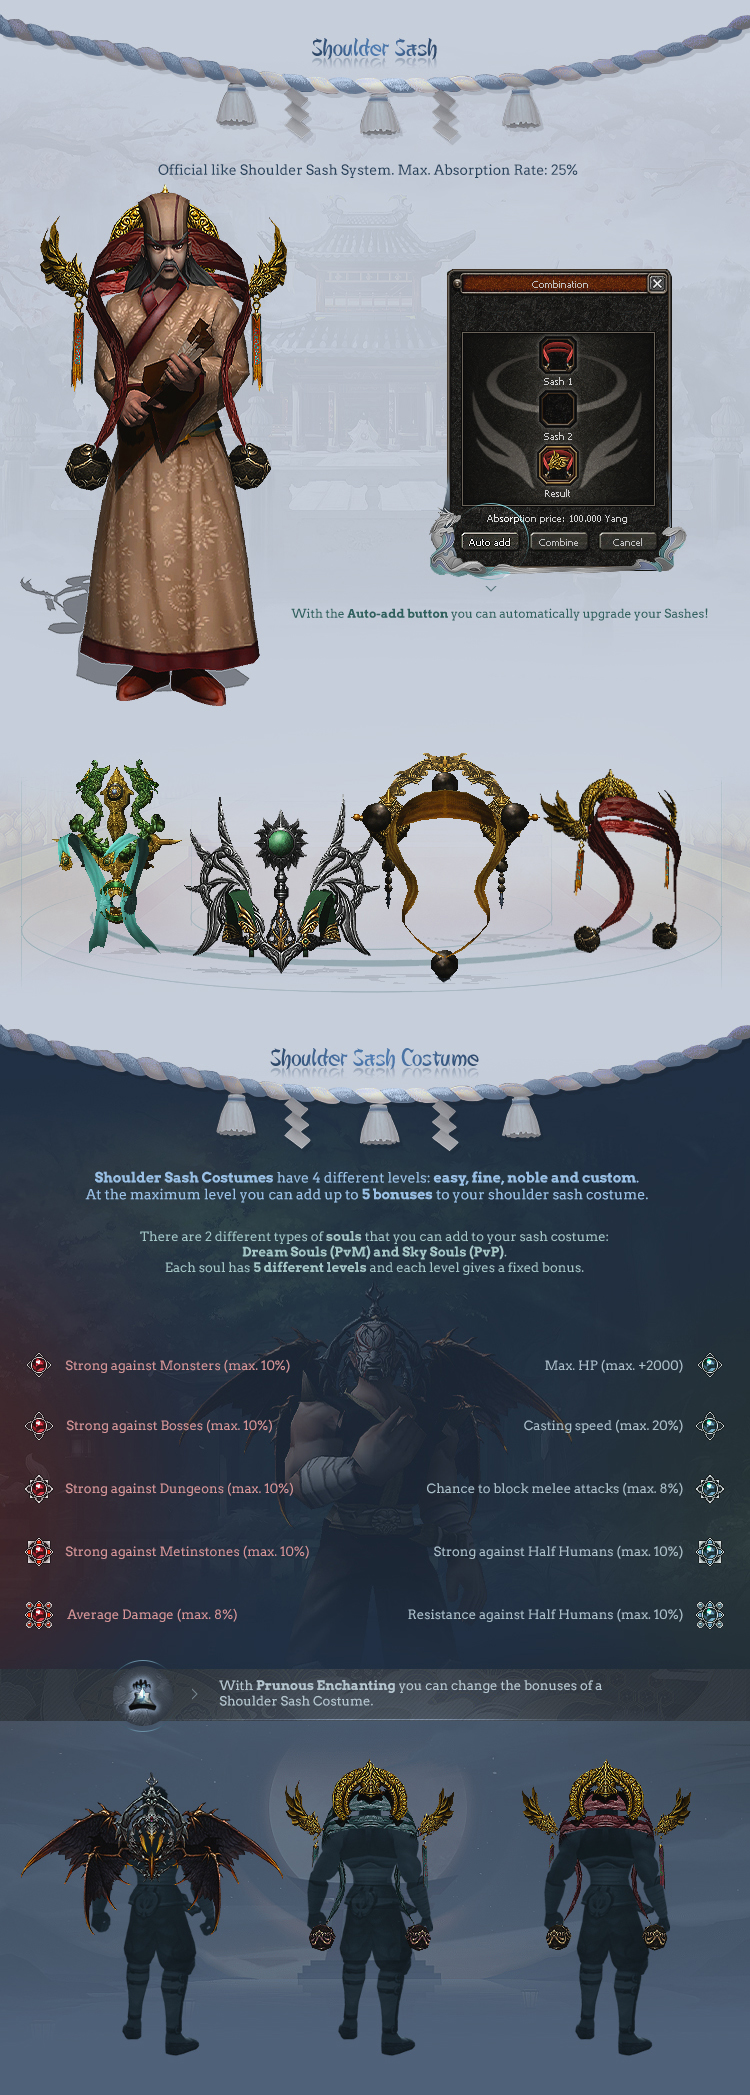 Shoulder Sash
Official like Shoulder Sash System. Max. Absorption Rate: 25%
Combination
Sash 1
Sash 2
Result
Absorption price: 100.000 Yang
Auto add
Combine
Cancel
With the Auto-add button you can automatically upgrade your Sashes!
Shoulder Sash Costume
Shoulder Sash Costumes have 4 different levels: easy, fine, noble and custom.
At the maximum level you can add up to 5 bonuses to your shoulder sash costume.
There are 2 different types of souls that you can add to your sash costume:
Dream Souls (PvM) and Sky Souls (PvP).
Each soul has 5 different levels and each level gives a fixed bonus.
Strong against Monsters (max. 10%)
Max. HP (max. +2000)
Strong against Bosses (max. 10%)
Casting speed (max. 20%)
Strong against Dungeons (max. 10%)
Chance to block melee attacks (max. 8%)
Strong against Metinstones (max. 10%)
Strong against Half Humans (max. 10%)
Average Damage (max. 8%)
Resistance against Half Humans (max. 10%)
With Prunous Enchanting you can change the bonuses of a
Shoulder Sash Costume.